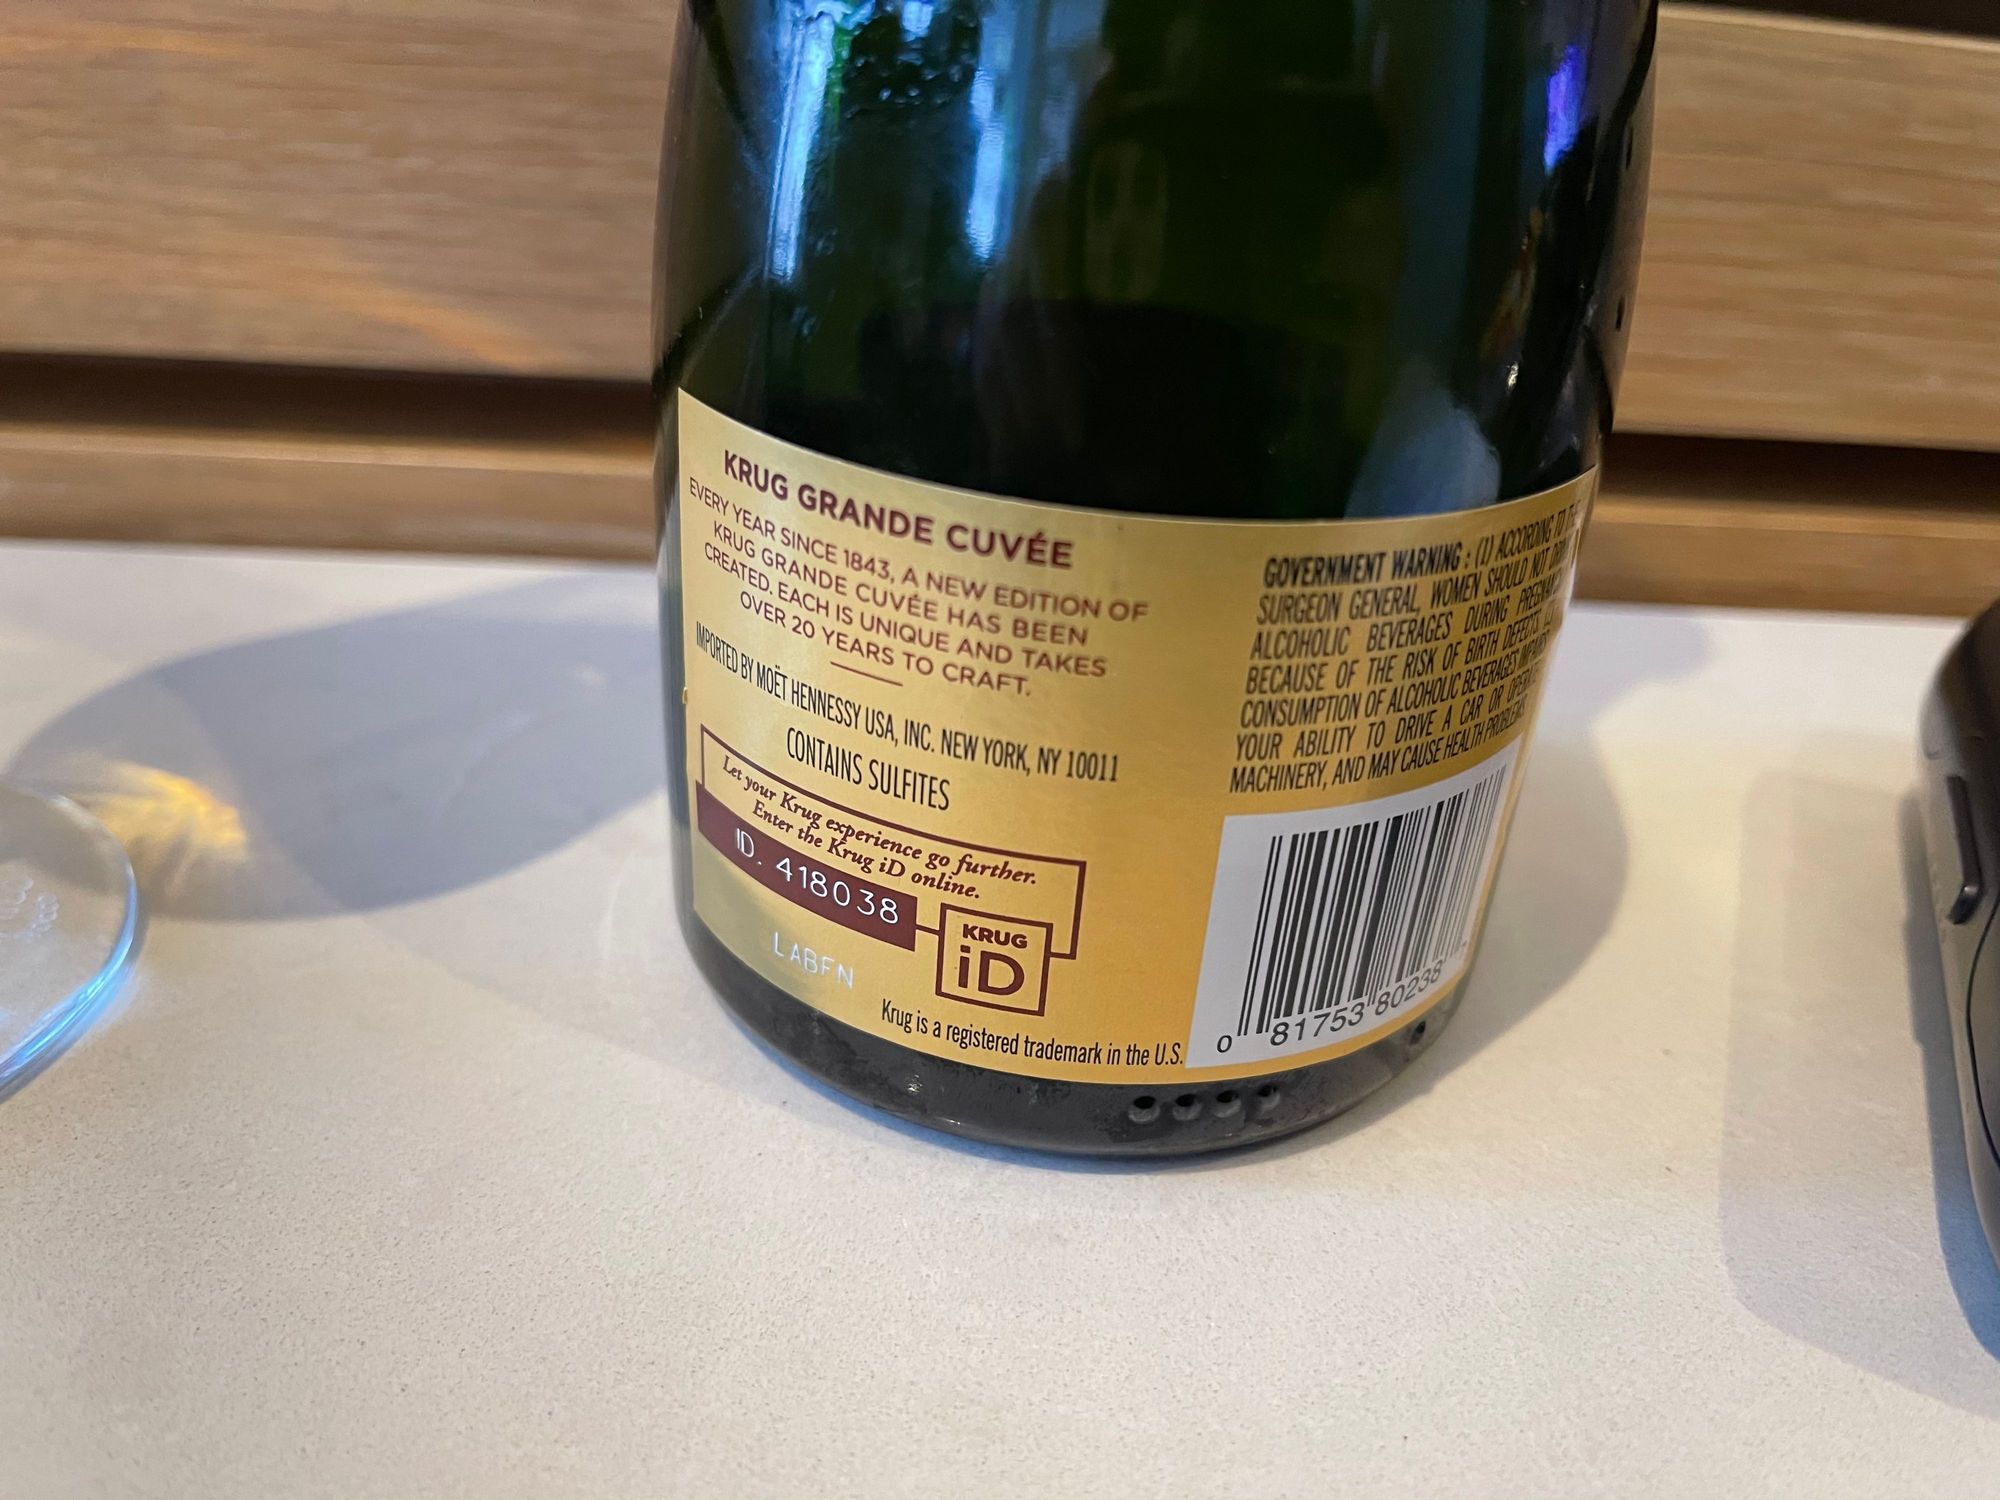 KRUG GRANDE CUVÉE
EVERY YEAR SINCE 1843, A NEW EDITION OF
KRUG GRANDE CUVÉE HAS BEEN
CREATED. EACH IS UNIQUE AND TAKES
OVER 20 YEARS TO CRAFT.
IMPORTED BY MOËT HENNESSY USA, INC. NEW YORK, NY 10011
CONTAINS SULFITES
Let your Krug experience go further.
Enter the Krug iD online.
ID. 418038
KRUG
iD
LABFN
Krug is a registered trademark in the U.S.
GOVERNMENT WARNING : (1) ACCORDING TO
SURGEON GENERAL, WOMEN SHOULD NOT
ALCOHOLIC BEVERAGES DURING
BECAUSE OF THE RISK OF BIRTH DEFECTS.
CONSUMPTION OF ALCOHOLIC BEVERAGES
YOUR ABILITY TO DRIVE A CAR OR
MACHINERY, AND MAY CAUSE HEALTH PROBLEMS
0 81753 80238